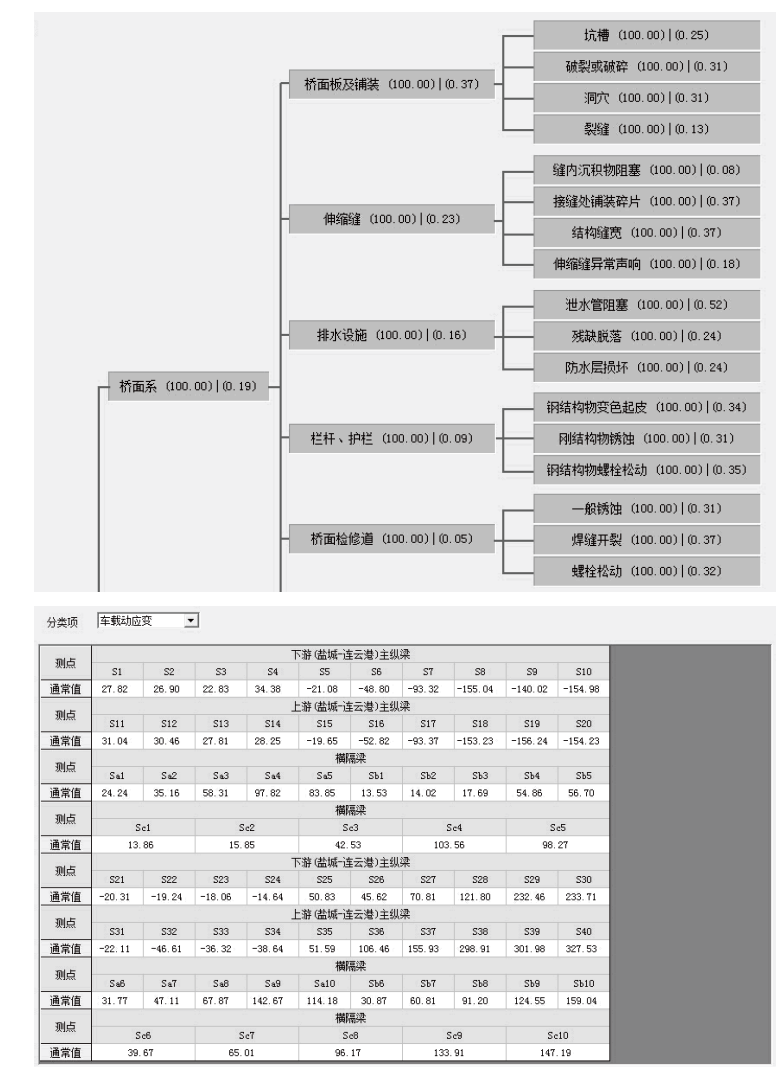 坑槽 (100.00)|(0.25)
桥面板及铺装 (100.00)|(0.37)
破裂或破碎 (100.00)|(0.31)
洞穴 (100.00)|(0.31)
裂缝 (100.00)|(0.13)
缝内沉积物阻塞 (100.00)|(0.08)
伸缩缝 (100.00)|(0.23)
接缝处铺装碎片 (100.00)|(0.37)
结构缝宽 (100.00)|(0.37)
伸缩缝异常声响 (100.00)|(0.18)
泄水管阻塞 (100.00)|(0.52)
排水设施 (100.00)|(0.16)
残缺脱落 (100.00)|(0.24)
防水层损坏 (100.00)|(0.24)
桥面系 (100.00)|(0.19)
钢结构物变色起皮 (100.00)|(0.34)
栏杆、护栏 (100.00)|(0.09)
刚结构物锈蚀 (100.00)|(0.31)
钢结构物螺栓松动 (100.00)|(0.35)
一般锈蚀 (100.00)|(0.31)
桥面检修道 (100.00)|(0.05)
焊缝开裂 (100.00)|(0.37)
螺栓松动 (100.00)|(0.32)
分类项 车载动应变
测点 下游(盐城-连云港)主纵梁
S1 S2 S3 S4 S5 S6 S7 S8 S9 S10
通常值 27.82 26.90 22.83 34.38 -21.08 -48.80 -93.32 -155.04 -140.02 -154.98
测点 上游(盐城-连云港)主纵梁
S11 S12 S13 S14 S15 S16 S17 S18 S19 S20
通常值 31.04 30.46 27.81 28.25 -19.65 -52.82 -93.37 -153.23 -156.24 -154.23
测点 横隔梁
Sa1 Sa2 Sa3 Sa4 Sa5 Sb1 Sb2 Sb3 Sb4 Sb5
通常值 24.24 35.16 58.31 97.82 83.85 13.53 14.02 17.69 54.86 56.70
测点 横隔梁
Sc1 Sc2 Sc3 Sc4 Sc5
通常值 13.86 15.85 42.53 103.56 98.27
测点 下游(盐城-连云港)主纵梁
S21 S22 S23 S24 S25 S26 S27 S28 S29 S30
通常值 -20.31 -19.24 -18.06 -14.64 50.83 45.62 70.81 121.80 232.46 233.71
测点 上游(盐城-连云港)主纵梁
S31 S32 S33 S34 S35 S36 S37 S38 S39 S40
通常值 -22.11 -46.61 -36.32 -38.64 51.59 106.46 155.93 298.91 301.98 327.53
测点 横隔梁
Sa6 Sa7 Sa8 Sa9 Sa10 Sb6 Sb7 Sb8 Sb9 Sb10
通常值 31.77 47.11 67.87 142.67 114.18 30.87 60.81 91.20 124.55 159.04
测点 横隔梁
Sc6 Sc7 Sc8 Sc9 Sc10
通常值 39.67 65.01 96.17 133.91 147.19